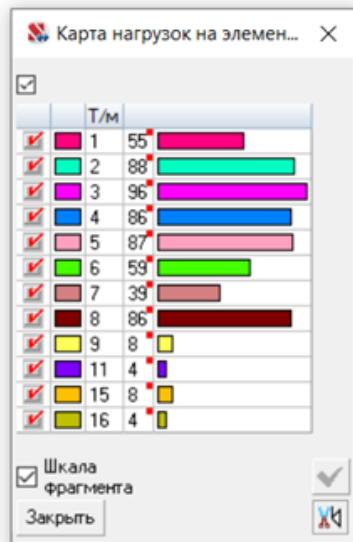 Карта нагрузок на элемен...
Т/м
1 55
2 88
3 96
4 86
5 87
6 59
7 39
8 86
9 8
11 4
15 8
16 4
Шкала
фрагмента
Закрыть